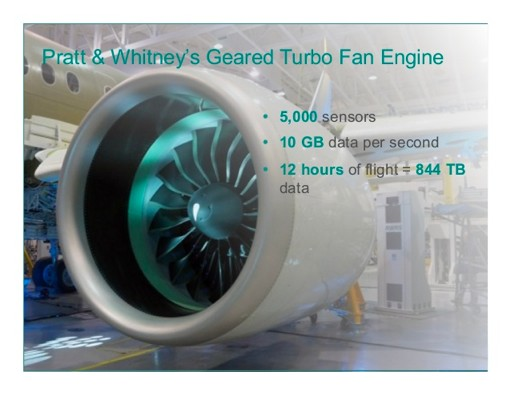 Pratt & Whitney's Geared Turbo Fan Engine
• 5,000 sensors
• 10 GB data per second
• 12 hours of flight = 844 TB
data